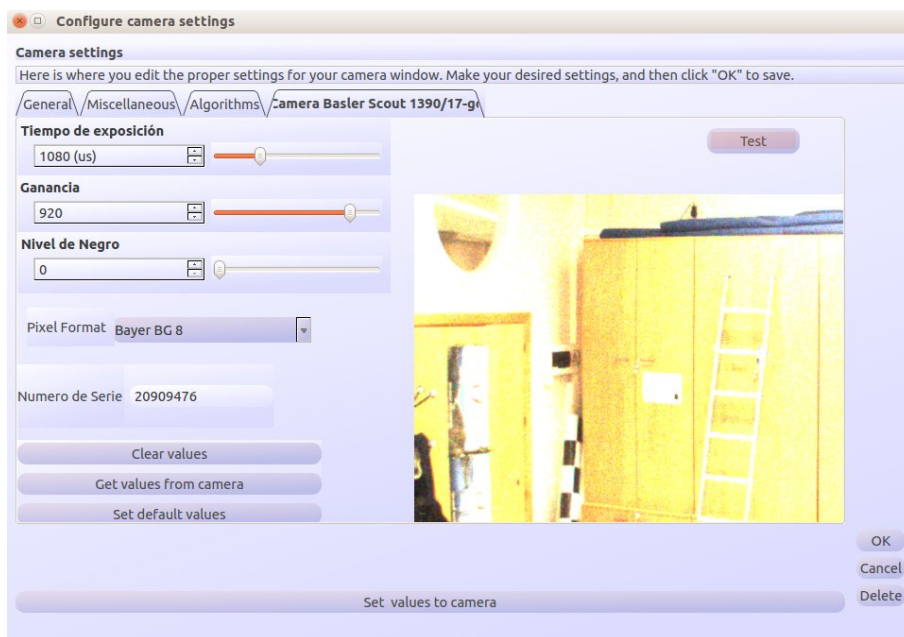 Configure camera settings
Camera settings
Here is where you edit the proper settings for your camera window. Make your desired settings, and then click "OK" to save.
General Miscellaneous Algorithms Camera Basler Scout 1390/17-g
Tiempo de exposición
1080 (us)
Test
Ganancia
920
Nivel de Negro
0
Pixel Format Bayer BG 8
Numero de Serie 20909476
Clear values
Get values from camera
Set default values
OK
Cancel
Delete
Set values to camera